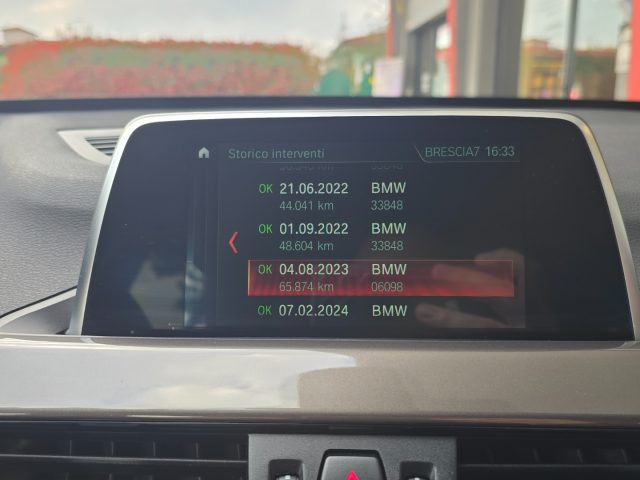 Storico interventi BRESCIA7 16:33
OK 21.06.2022 BMW
44.041 km 33848
OK 01.09.2022 BMW
48.604 km 33848
OK 04.08.2023 BMW
65.874 km 06098
OK 07.02.2024 BMW